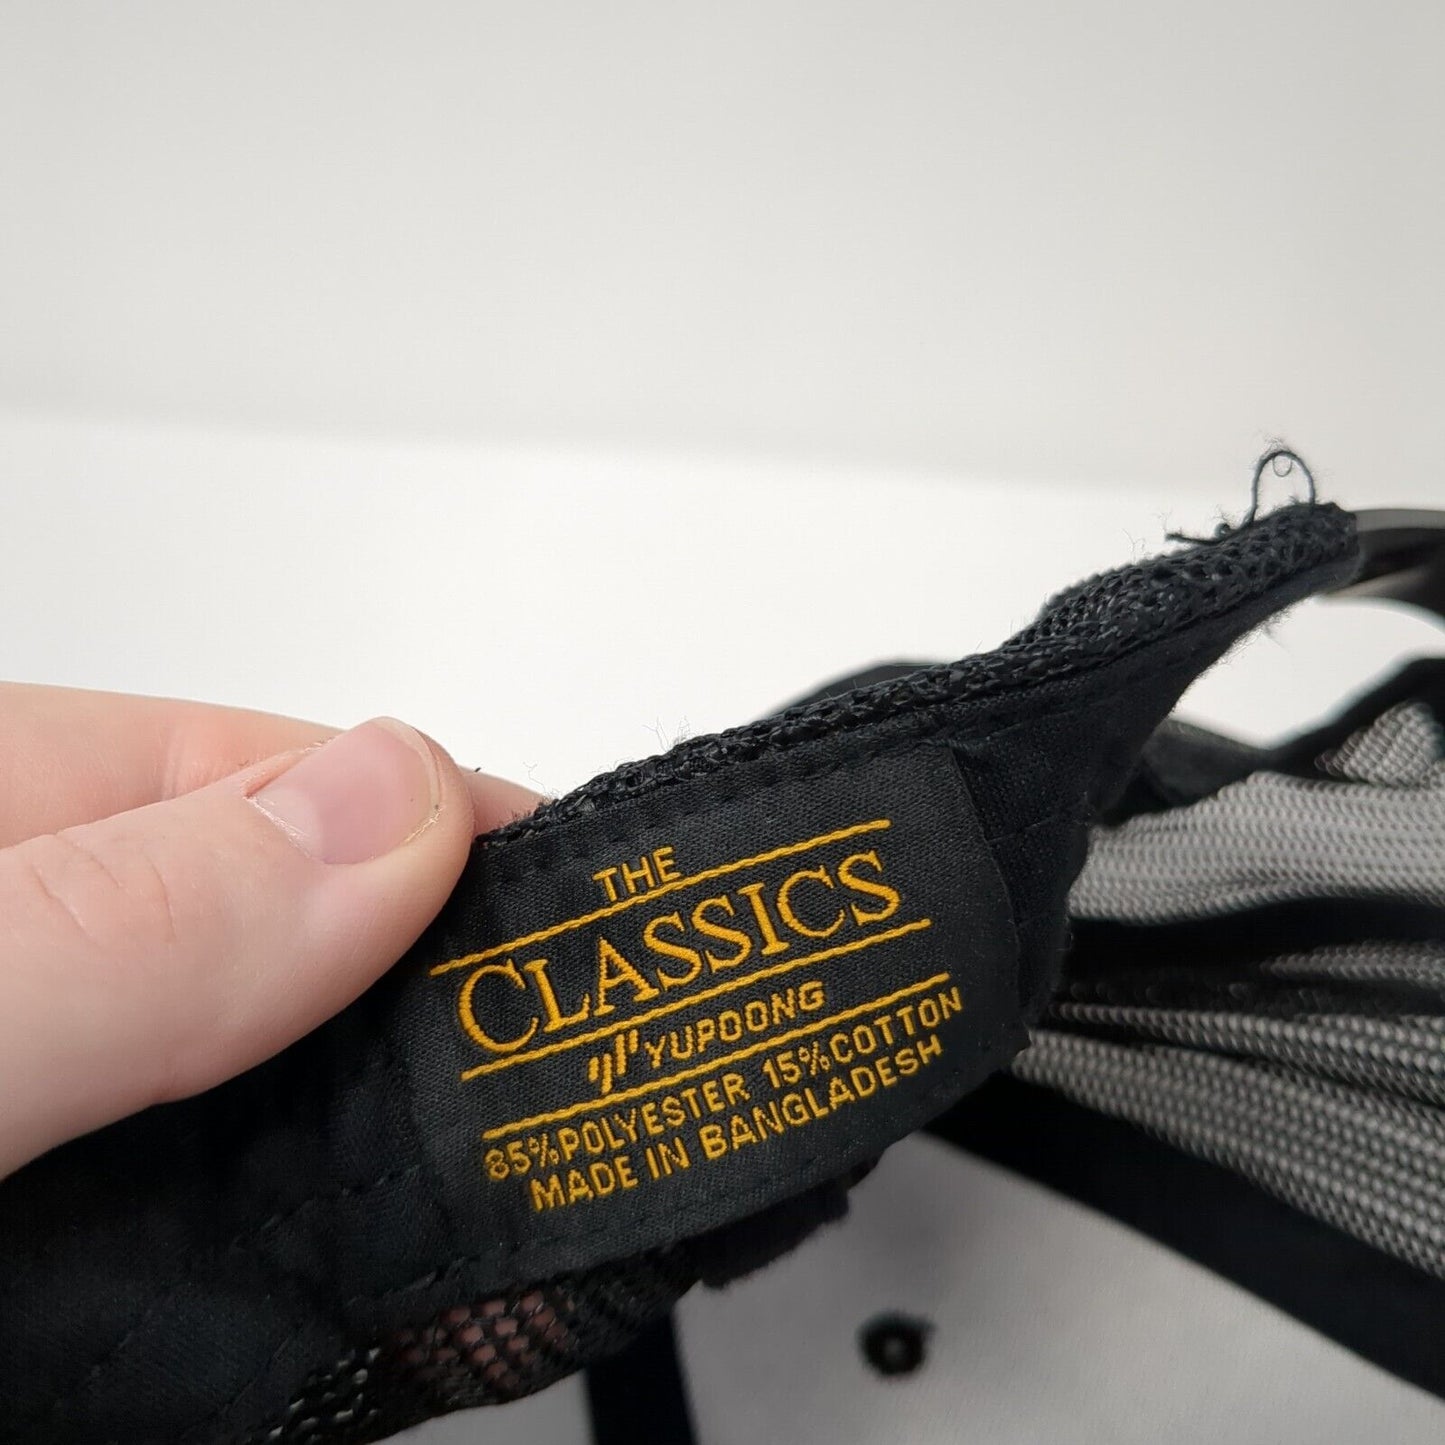 THE
CLASSICS
YUPOONG
85% POLYESTER 15% COTTON
MADE IN BANGLADESH